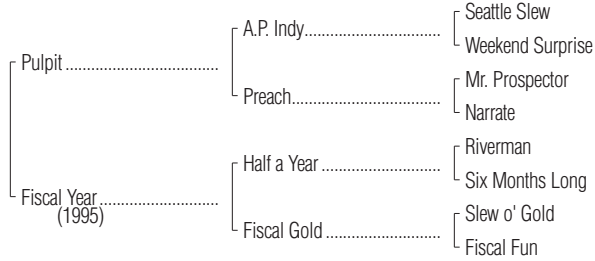 Seattle Slew
A.P. Indy
Weekend Surprise
Pulpit
Mr. Prospector
Preach
Narrate
Riverman
Half a Year
Six Months Long
Fiscal Year
(1995)
Slew o' Gold
Fiscal Gold
Fiscal Fun